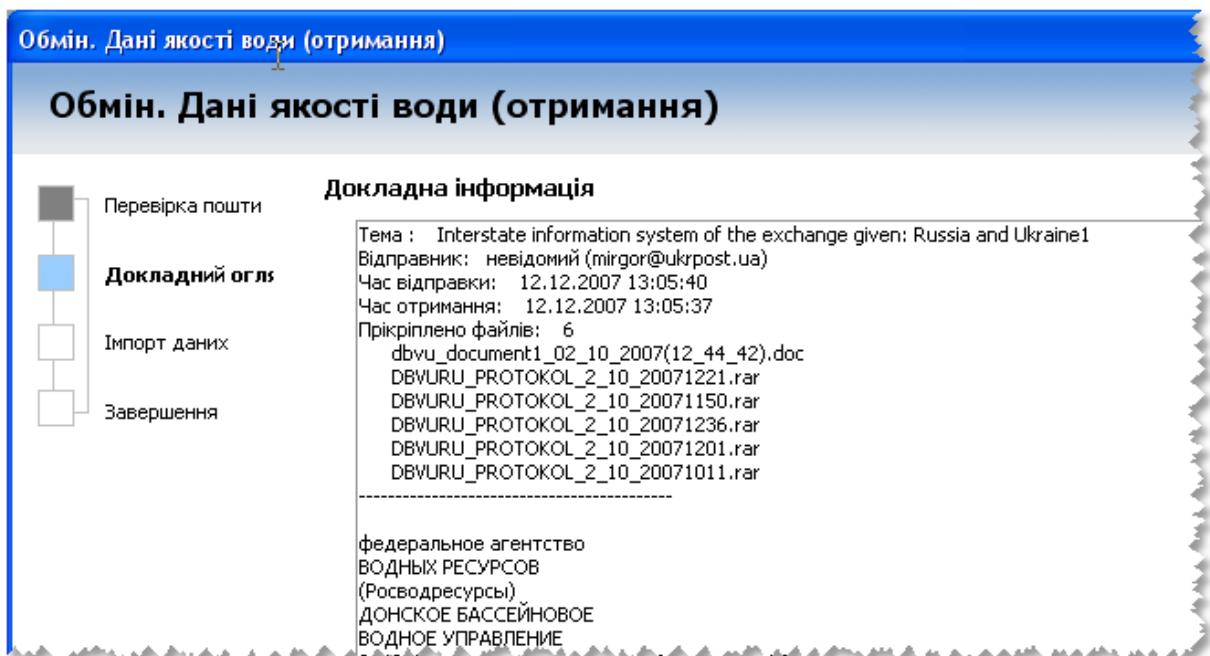 Обмін. Дані якості води (отримання)
Обмін. Дані якості води (отримання)
Перевірка пошти
Докладний огля
Імпорт даних
Завершення
Докладна інформація
Тема : Interstate information system of the exchange given: Russia and Ukraine1
Відправник: невідомий (mirgor@ukrpost.ua)
Час відправки: 12.12.2007 13:05:40
Час отримання: 12.12.2007 13:05:37
Прікріплено файлів: 6
dbvu_document1_02_10_2007(12_44_42).doc
DBVURU_PROTOKOL_2_10_20071221.rar
DBVURU_PROTOKOL_2_10_20071150.rar
DBVURU_PROTOKOL_2_10_20071236.rar
DBVURU_PROTOKOL_2_10_20071201.rar
DBVURU_PROTOKOL_2_10_20071011.rar
-------------------------------------------
федеральное агентство
ВОДНЫХ РЕСУРСОВ
(Росводресурсы)
ДОНСКОЕ БАССЕЙНОВОЕ
ВОДНОЕ УПРАВЛЕНИЕ